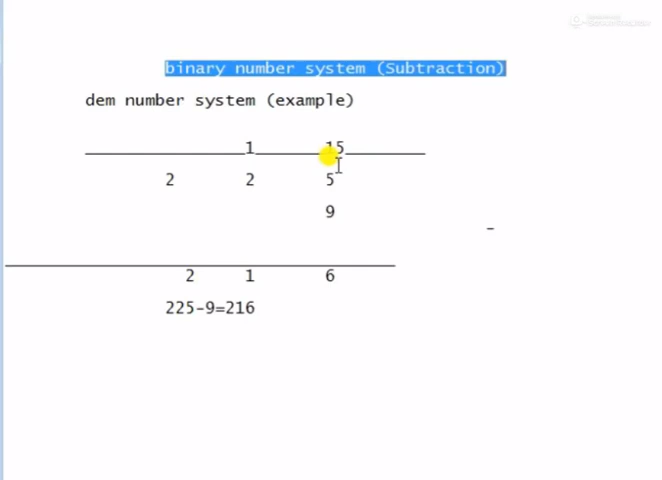 binary number system (Subtraction)
dem number system (example)
1 15
2 2 5
9
-
2 1 6
225-9=216